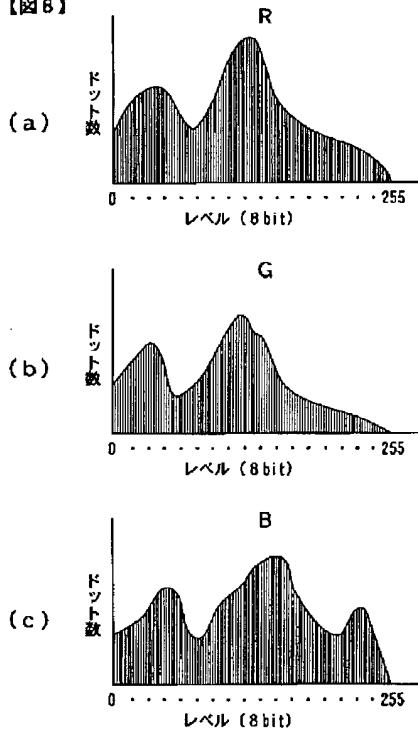 【図8】
R
(a)
ドット数
0 255
レベル (8bit)
G
(b)
ドット数
0 255
レベル (8bit)
B
(c)
ドット数
0 255
レベル (8bit)